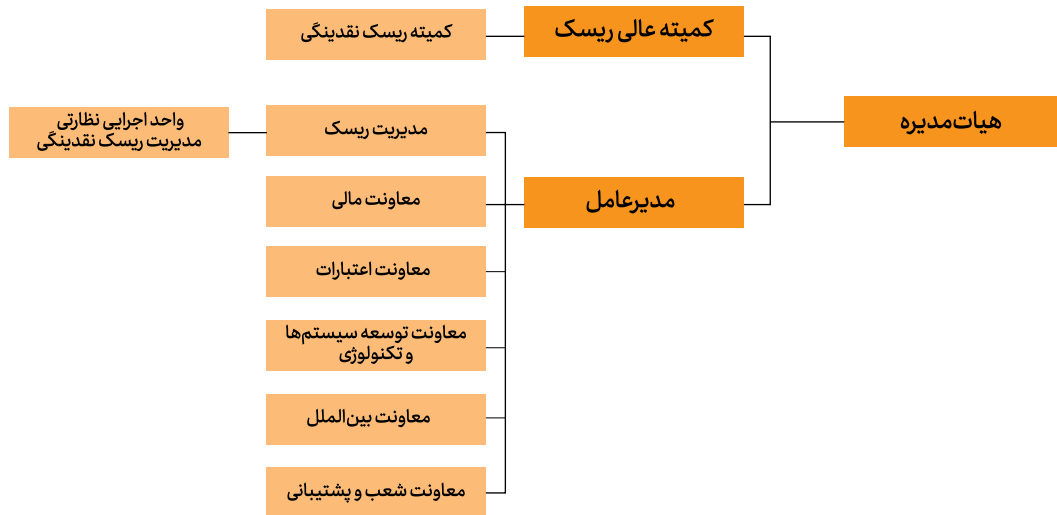 هیات‌مدیره
کمیته عالی ریسک
کمیته ریسک نقدینگی
مدیرعامل
مدیریت ریسک
واحد اجرایی نظارتی
مدیریت ریسک نقدینگی
معاونت مالی
معاونت اعتبارات
معاونت توسعه سیستم‌ها
و تکنولوژی
معاونت بین‌الملل
معاونت شعب و پشتیبانی